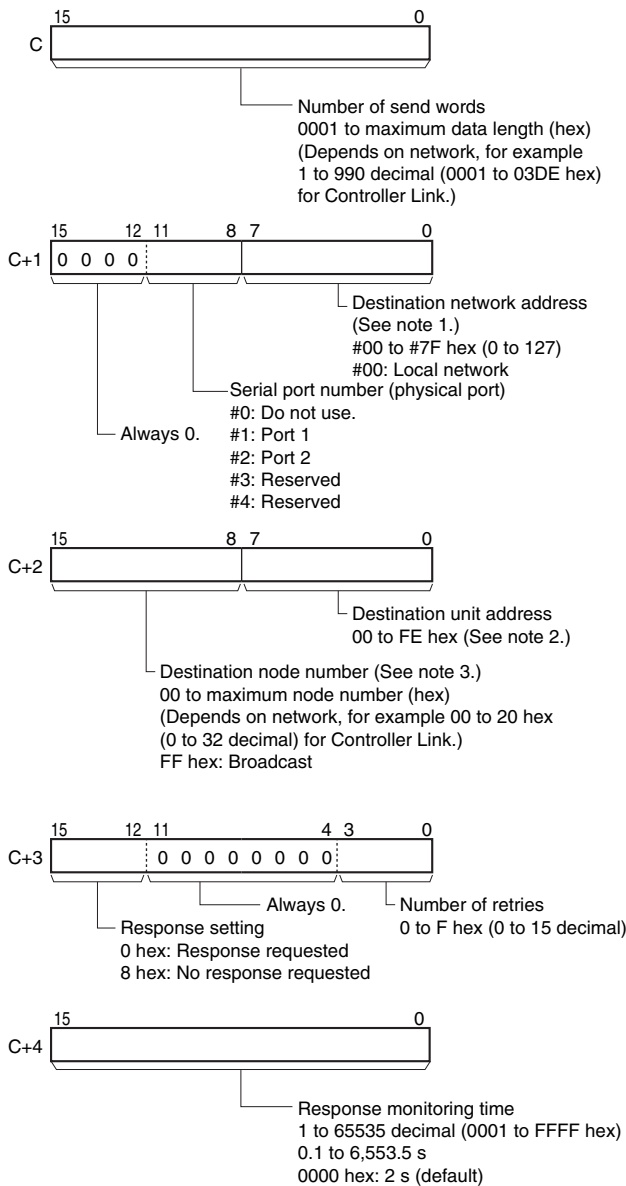 15 0
C
Number of send words
0001 to maximum data length (hex)
(Depends on network, for example
1 to 990 decimal (0001 to 03DE hex)
for Controller Link.)
15 12 11 8 7 0
C+1 0 0 0 0
Destination network address
(See note 1.)
#00 to #7F hex (0 to 127)
#00: Local network
Serial port number (physical port)
#0: Do not use.
#1: Port 1
#2: Port 2
#3: Reserved
#4: Reserved
Always 0.
15 8 7 0
C+2
Destination unit address
00 to FE hex (See note 2.)
Destination node number (See note 3.)
00 to maximum node number (hex)
(Depends on network, for example 00 to 20 hex
(0 to 32 decimal) for Controller Link.)
FF hex: Broadcast
15 12 11 4 3 0
C+3 0 0 0 0 0 0 0 0
Always 0.
Number of retries
0 to F hex (0 to 15 decimal)
Response setting
0 hex: Response requested
8 hex: No response requested
15 0
C+4
Response monitoring time
1 to 65535 decimal (0001 to FFFF hex)
0.1 to 6,553.5 s
0000 hex: 2 s (default)